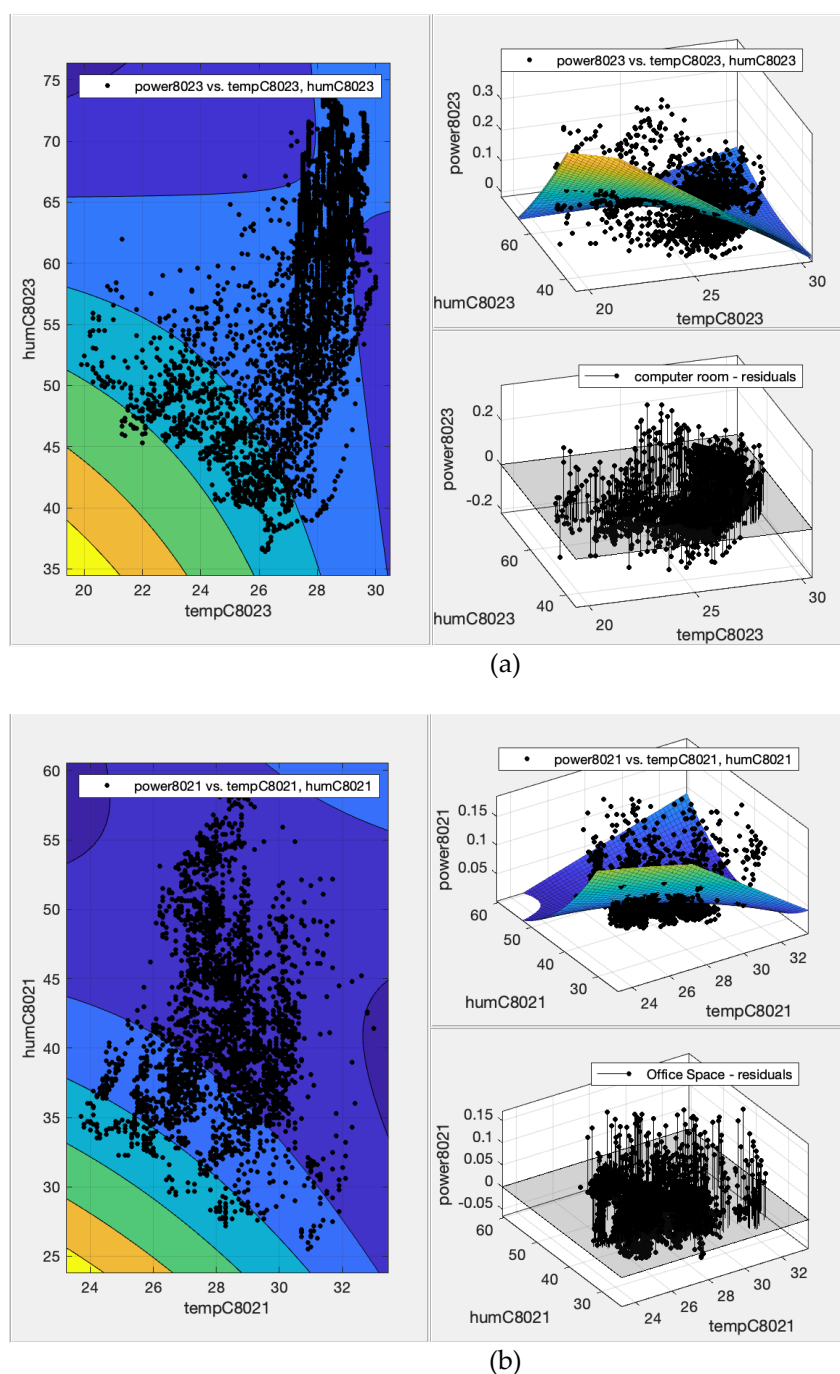 power8023 vs. tempC8023, humC8023
75
70
65
60
55
50
45
40
35
humC8023
20 22 24 26 28 30
tempC8023
power8023 vs. tempC8023, humC8023
0.3
0.2
0.1
0
power8023
60
40
humC8023
20 25 30
tempC8023
computer room - residuals
0.2
0
-0.2
power8023
60
40
humC8023
20 25 30
tempC8023
(a)
power8021 vs. tempC8021, humC8021
60
55
50
45
40
35
30
25
humC8021
24 26 28 30 32
tempC8021
power8021 vs. tempC8021, humC8021
0.15
0.1
0.05
power8021
60
50
40
30
humC8021
24 26 28 30 32
tempC8021
Office Space - residuals
0.15
0.1
0.05
0
-0.05
power8021
60
50
40
30
humC8021
24 26 28 30 32
tempC8021
(b)